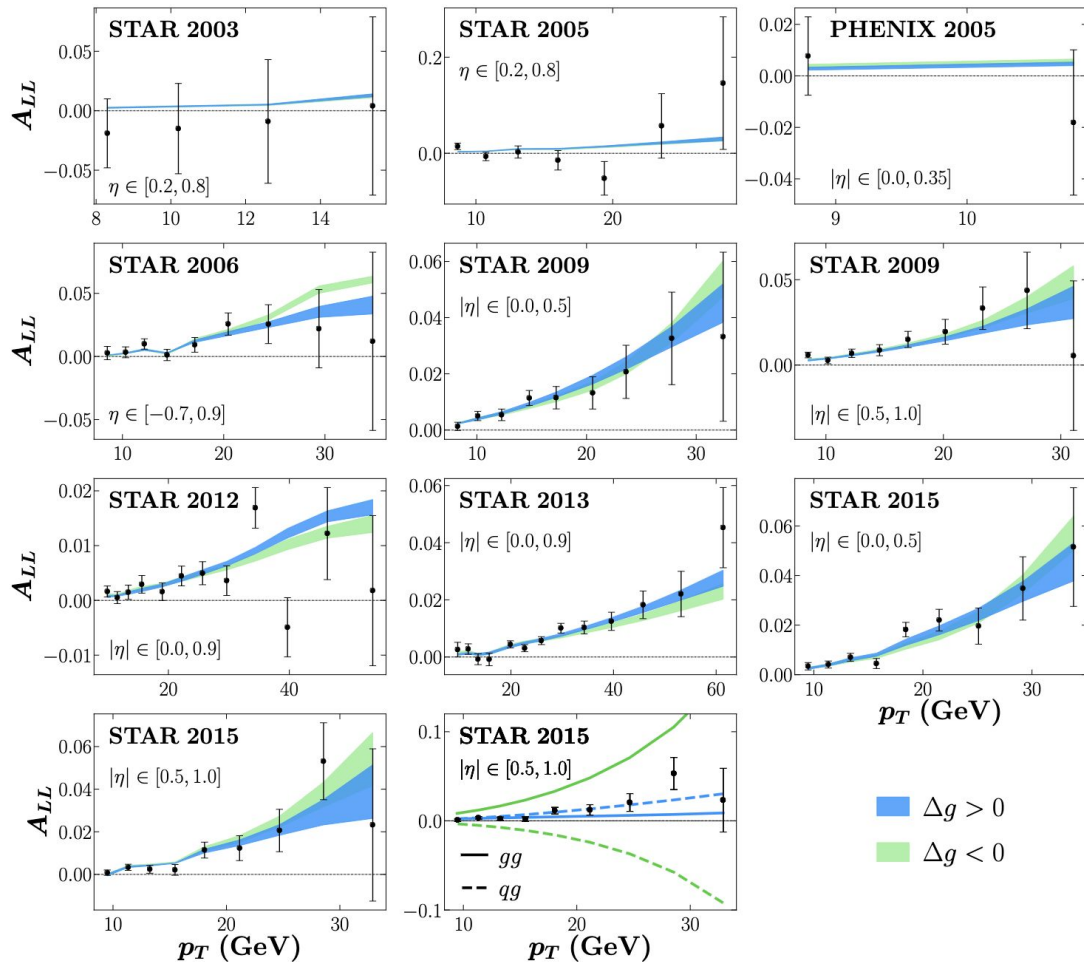 STAR 2003
η ∈ [0.2, 0.8]
A_LL
0.05
0.00
−0.05
8
10
12
14
STAR 2005
η ∈ [0.2, 0.8]
0.2
0.0
10
20
PHENIX 2005
|η| ∈ [0.0, 0.35]
0.02
0.00
−0.02
−0.04
9
10
STAR 2006
η ∈ [−0.7, 0.9]
A_LL
0.05
0.00
−0.05
10
20
30
STAR 2009
|η| ∈ [0.0, 0.5]
0.06
0.04
0.02
0.00
10
20
30
STAR 2009
|η| ∈ [0.5, 1.0]
0.05
0.00
10
20
30
STAR 2012
|η| ∈ [0.0, 0.9]
A_LL
0.02
0.01
0.00
−0.01
20
40
STAR 2013
|η| ∈ [0.0, 0.9]
0.06
0.04
0.02
0.00
20
30
40
50
60
STAR 2015
|η| ∈ [0.0, 0.5]
0.06
0.04
0.02
0.00
10
20
30
p_T (GeV)
STAR 2015
|η| ∈ [0.5, 1.0]
A_LL
0.06
0.04
0.02
0.00
10
20
30
p_T (GeV)
STAR 2015
|η| ∈ [0.5, 1.0]
0.1
0.0
−0.1
gg
qg
10
20
30
p_T (GeV)
Δg > 0
Δg < 0